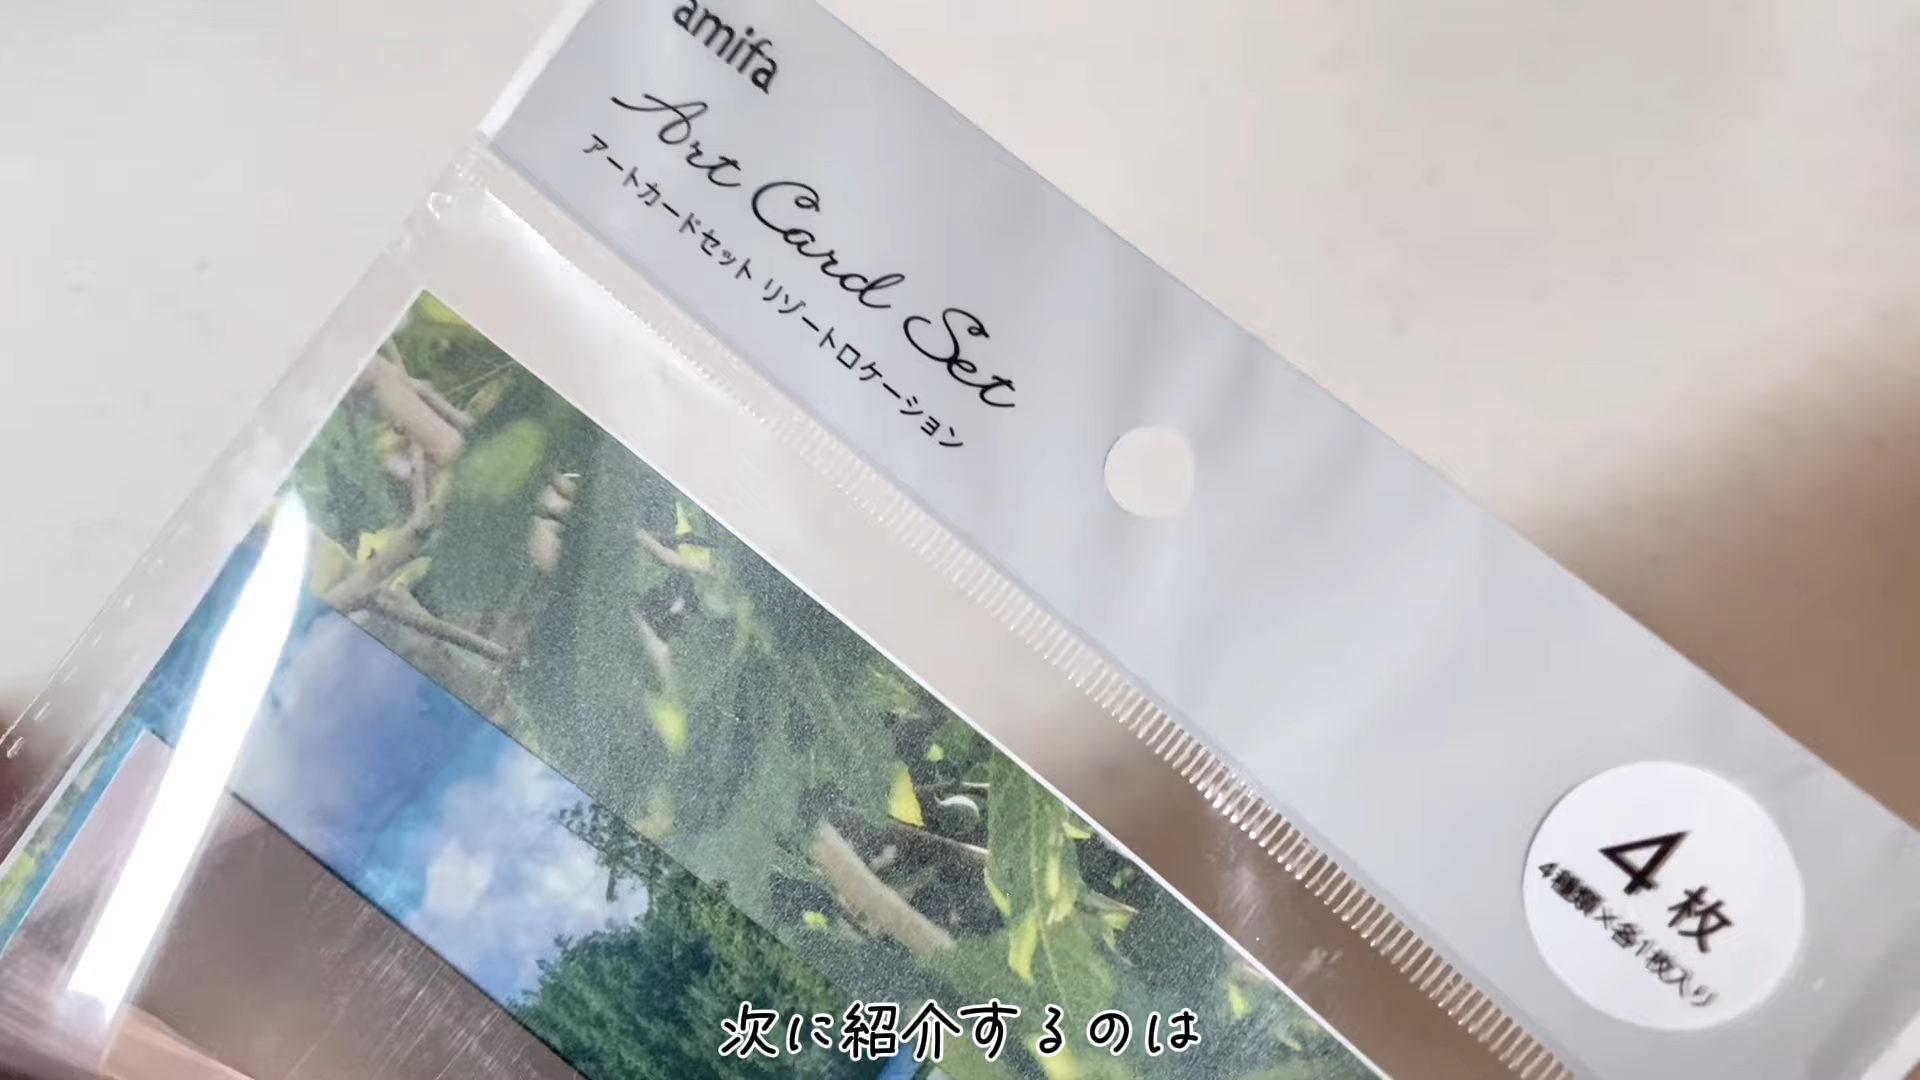 amifa
Art Card Set
アートカードセット リゾートロケーション
4枚
4種類×各1枚入り
次に紹介するのは